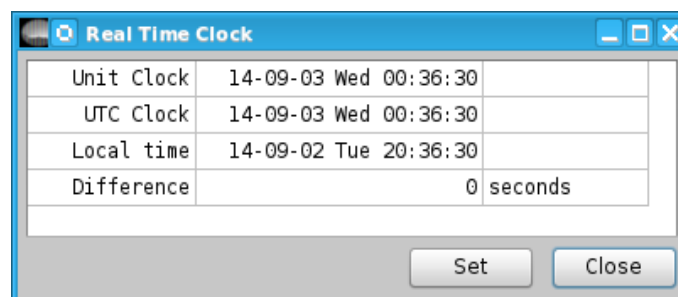 Real Time Clock
Unit Clock 14-09-03 Wed 00:36:30
UTC Clock 14-09-03 Wed 00:36:30
Local time 14-09-02 Tue 20:36:30
Difference 0 seconds
Set Close